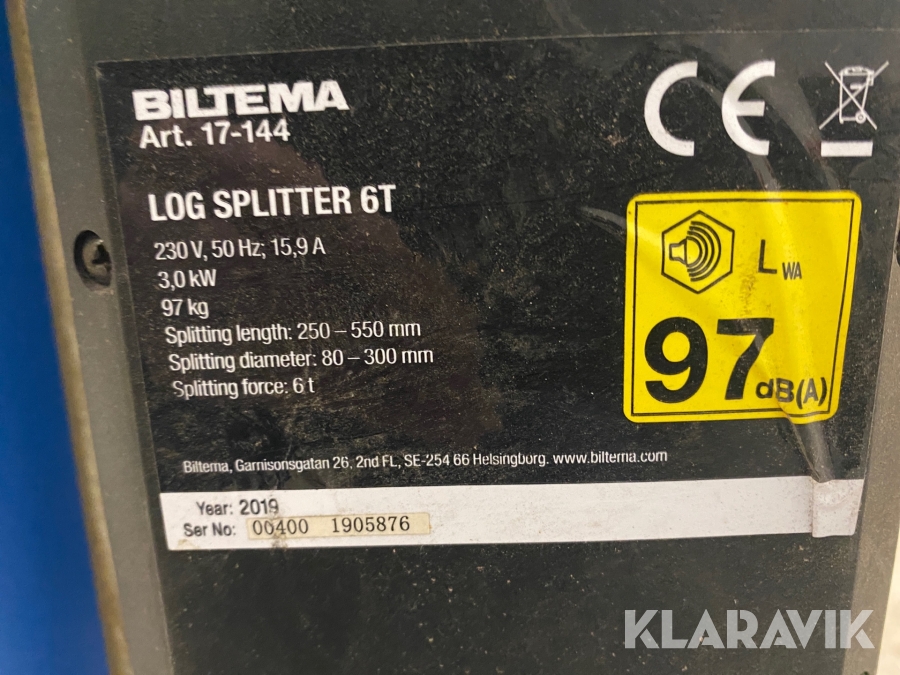 BILTEMA
Art. 17-144
CE
LOG SPLITTER 6T
230 V, 50 Hz; 15,9 A
3,0 kW
97 kg
Splitting length: 250 – 550 mm
Splitting diameter: 80 – 300 mm
Splitting force: 6 t
LWA
97 dB(A)
Biltema, Garnisonsgatan 26, 2nd FL, SE-254 66 Helsingborg. www.biltema.com
Year: 2019
Ser No: 00400 1905876
KLARAVIK